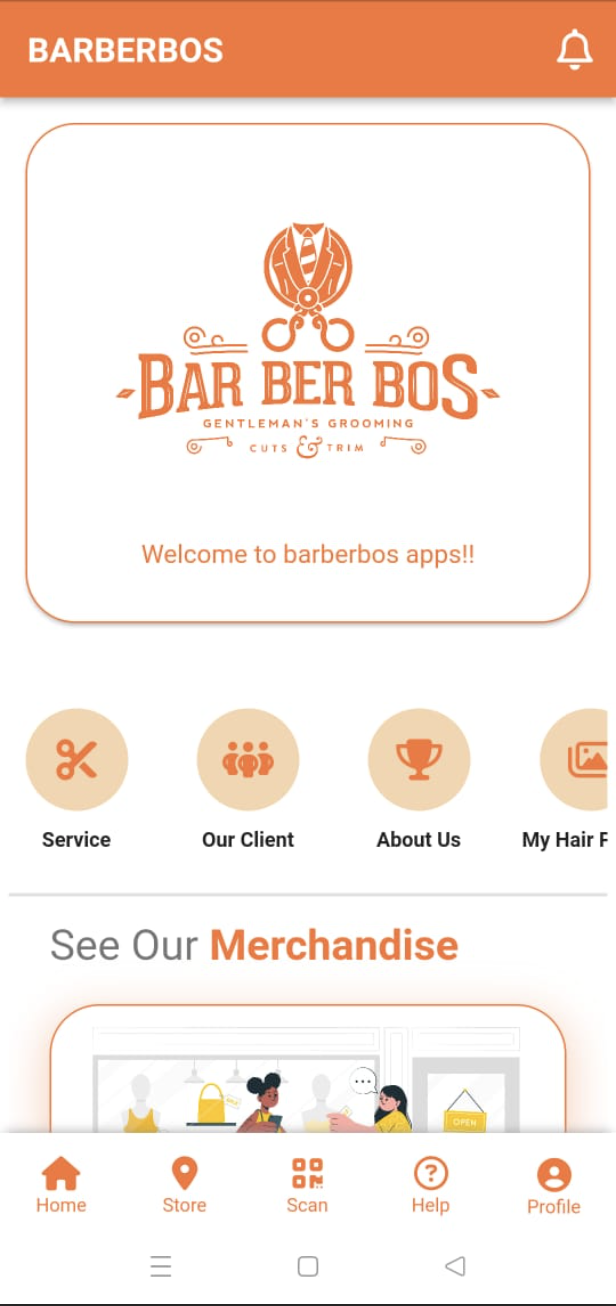 BARBERBOS
BAR BER BOS
GENTLEMAN'S GROOMING
CUTS & TRIM
Welcome to barberbos apps!!
Service
Our Client
About Us
My Hair
See Our Merchandise
OPEN
Home
Store
Scan
Help
Profile